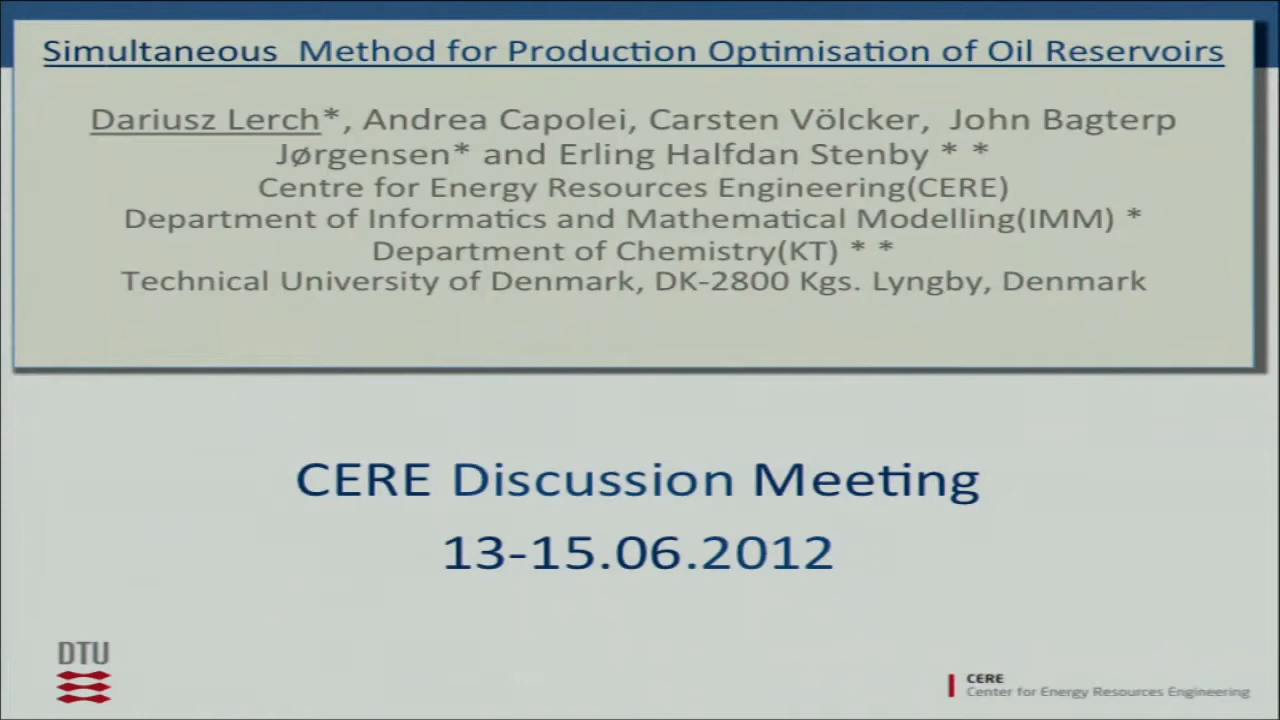 Simultaneous Method for Production Optimisation of Oil Reservoirs
Dariusz Lerch*, Andrea Capolei, Carsten Völcker, John Bagterp
Jørgensen* and Erling Halfdan Stenby * *
Centre for Energy Resources Engineering(CERE)
Department of Informatics and Mathematical Modelling(IMM) *
Department of Chemistry(KT) * *
Technical University of Denmark, DK-2800 Kgs. Lyngby, Denmark
CERE Discussion Meeting
13-15.06.2012
DTU
CERE
Center for Energy Resources Engineering